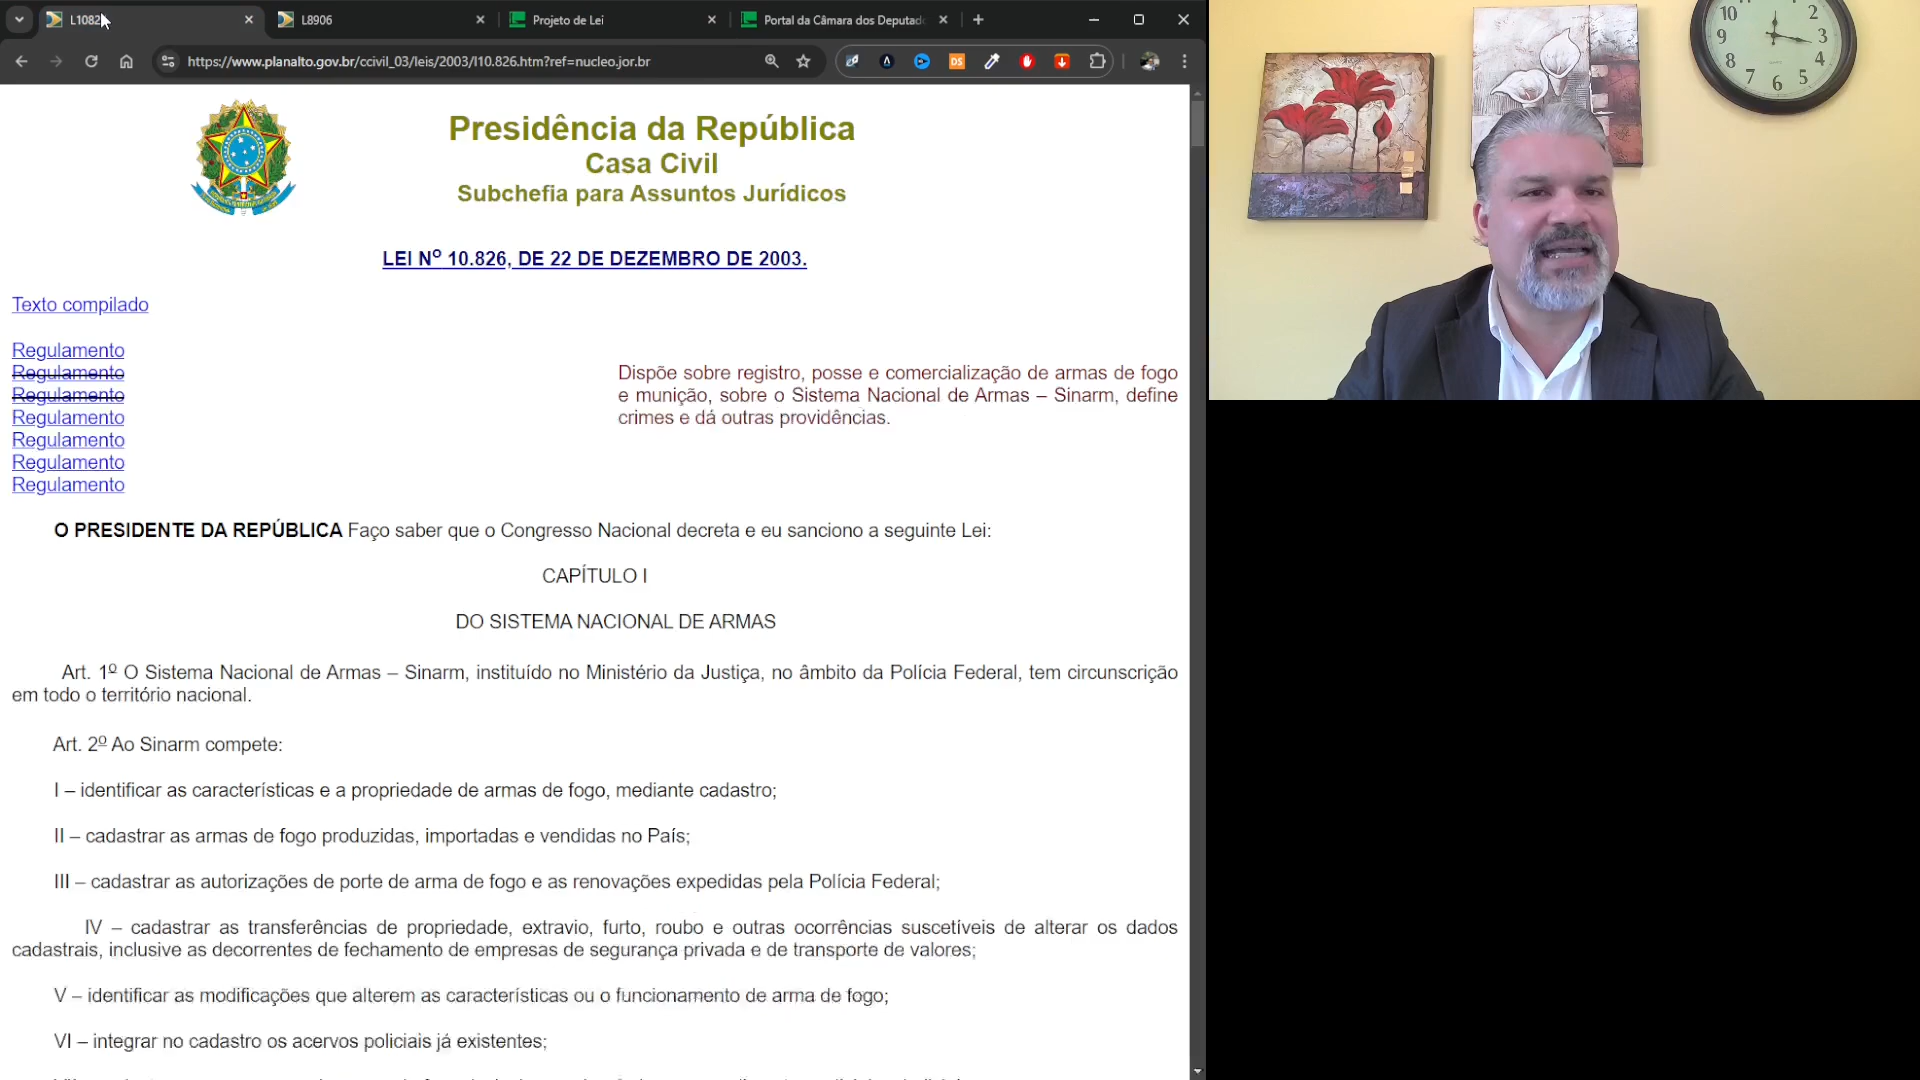 L1082
L8906
Projeto de Lei
Portal da Câmara dos Deputad
https://www.planalto.gov.br/ccivil_03/leis/2003/l10.826.htm?ref=nucleo.jor.br
DS
Presidência da República
Casa Civil
Subchefia para Assuntos Jurídicos
LEI Nº 10.826, DE 22 DE DEZEMBRO DE 2003.
Texto compilado
Regulamento
Regulamento
Regulamento
Regulamento
Regulamento
Regulamento
Regulamento
Dispõe sobre registro, posse e comercialização de armas de fogo
e munição, sobre o Sistema Nacional de Armas – Sinarm, define
crimes e dá outras providências.
O PRESIDENTE DA REPÚBLICA Faço saber que o Congresso Nacional decreta e eu sanciono a seguinte Lei:
CAPÍTULO I
DO SISTEMA NACIONAL DE ARMAS
Art. 1º O Sistema Nacional de Armas – Sinarm, instituído no Ministério da Justiça, no âmbito da Polícia Federal, tem circunscrição
em todo o território nacional.
Art. 2º Ao Sinarm compete:
I – identificar as características e a propriedade de armas de fogo, mediante cadastro;
II – cadastrar as armas de fogo produzidas, importadas e vendidas no País;
III – cadastrar as autorizações de porte de arma de fogo e as renovações expedidas pela Polícia Federal;
IV – cadastrar as transferências de propriedade, extravio, furto, roubo e outras ocorrências suscetíveis de alterar os dados
cadastrais, inclusive as decorrentes de fechamento de empresas de segurança privada e de transporte de valores;
V – identificar as modificações que alterem as características ou o funcionamento de arma de fogo;
VI – integrar no cadastro os acervos policiais já existentes;
10 2
9 3
8 4
7 6 5